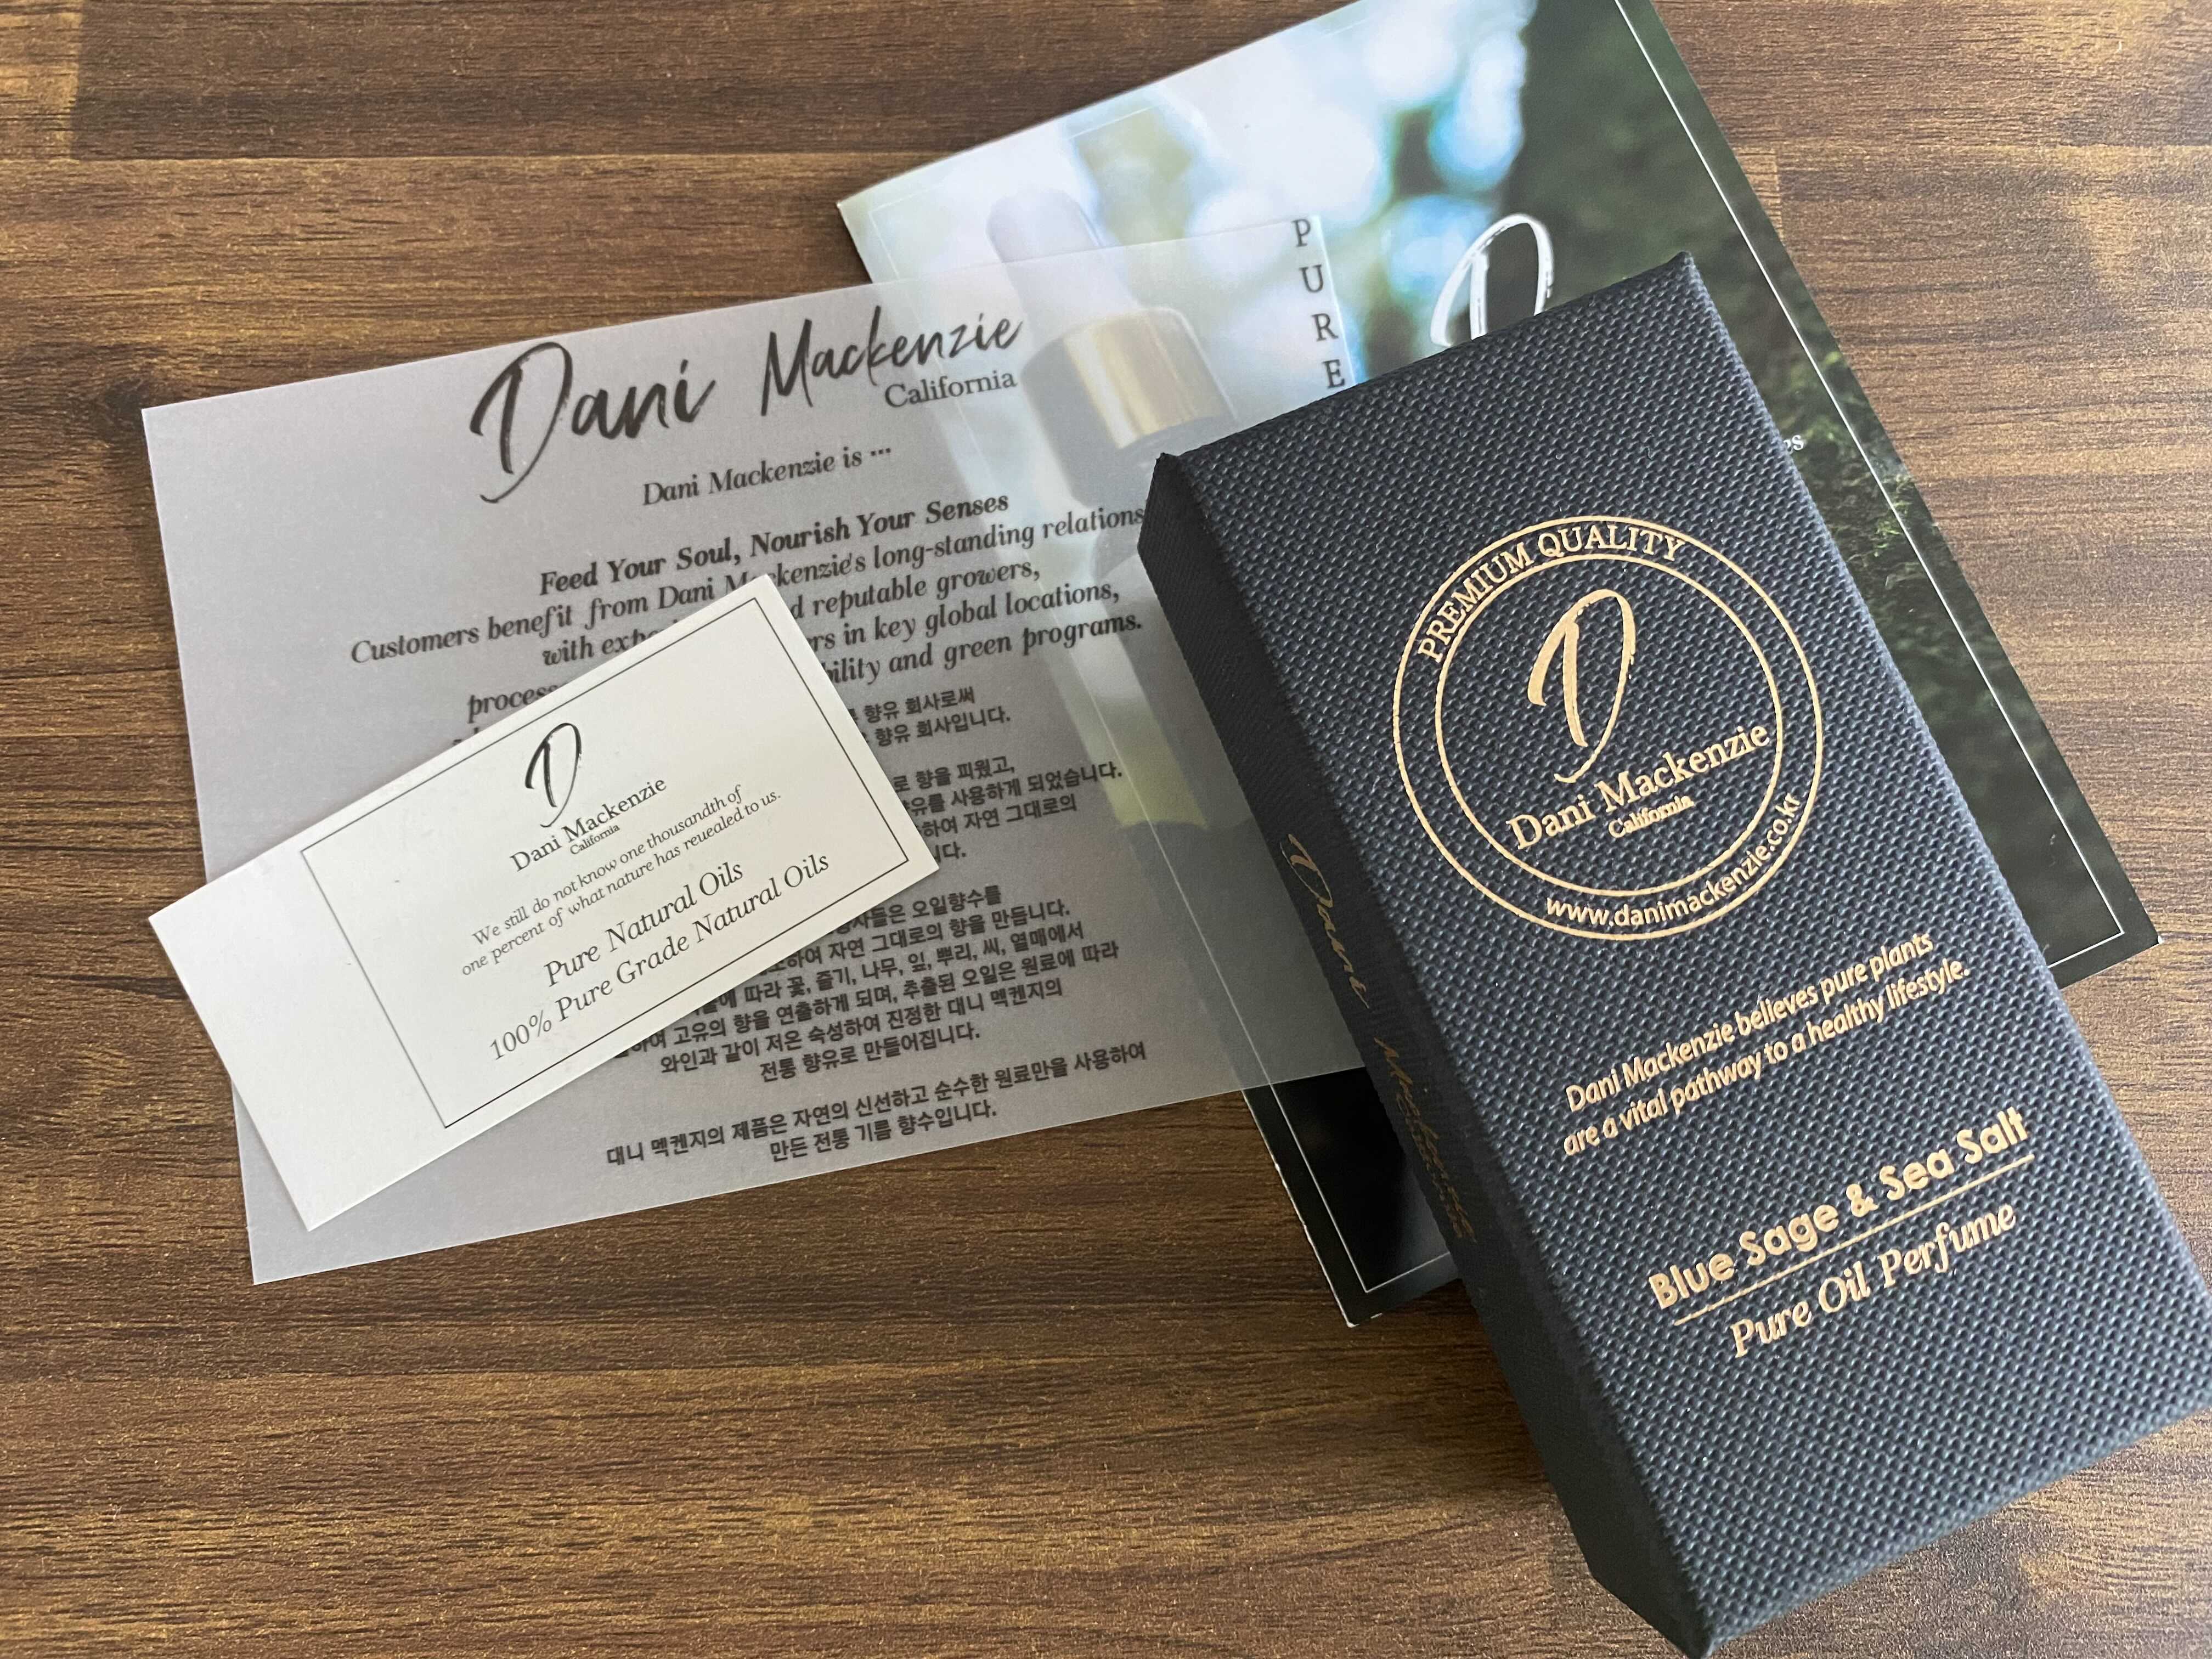 Dani Mackenzie
California
Dani Mackenzie is ...
Feed Your Soul, Nourish Your Senses
Customers benefit from Dani Mackenzie's long-standing relations
with reputable growers,
in key global locations,
and green programs.
향유 회사로써
향유 회사입니다.
로 향을 피웠고,
사용하게 되었습니다.
자연 그대로의
오일향수를
자연 그대로의 향을 만듭니다.
따라 꽃, 줄기, 나무, 잎, 뿌리, 씨, 열매에서
고유의 향을 연출하게 되며, 추출된 오일은 원료에 따라
와인과 같이 저온 숙성하여 진정한 대니 멕켄지의
전통 향유로 만들어집니다.
대니 멕켄지의 제품은 자연의 신선하고 순수한 원료만을 사용하여
만든 전통 기름 향수입니다.
D
Dani Mackenzie
California
We still do not know one thousandth of
one percent of what nature has reuealed to us.
Pure Natural Oils
100% Pure Grade Natural Oils
PURE
D
PREMIUM QUALITY
D
Dani Mackenzie
California
www.danimackenzie.co.kr
Dani Mackenzie believes pure plants
are a vital pathway to a healthy lifestyle.
Blue Sage & Sea Salt
Pure Oil Perfume
Dani Mackenzie